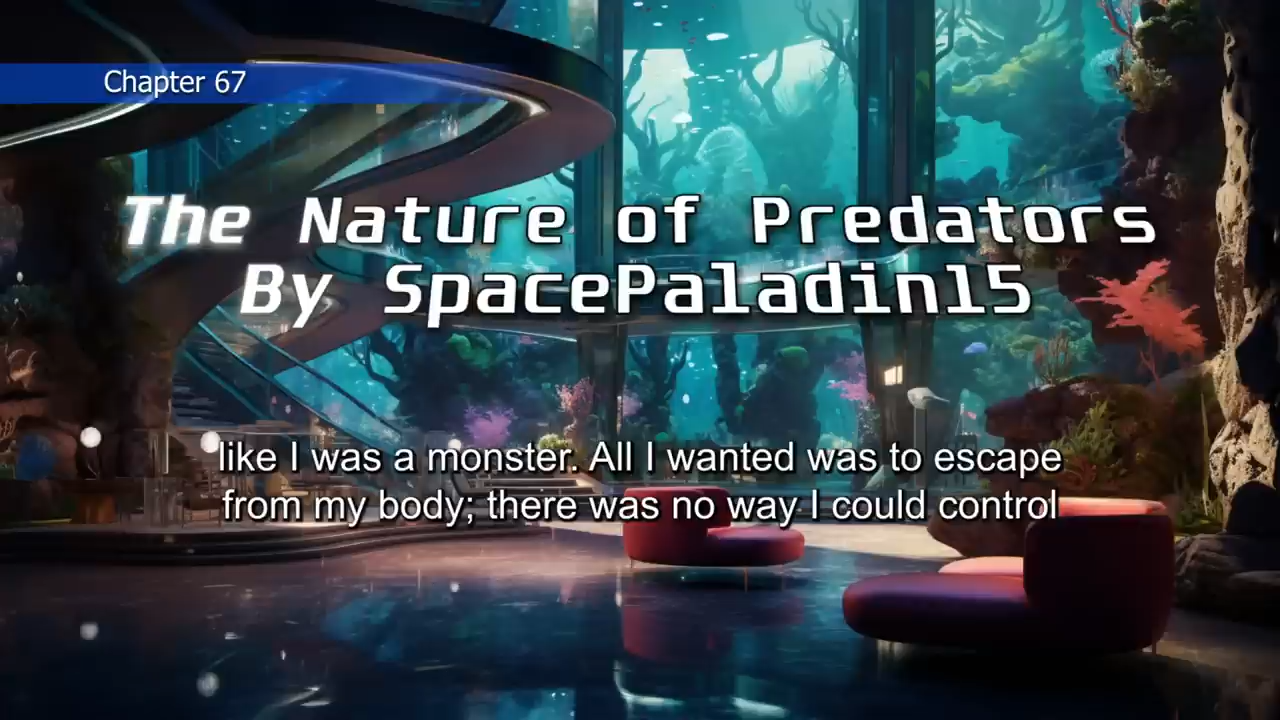 Chapter 67
The Nature of Predators
By SpacePaladin15
like I was a monster. All I wanted was to escape
from my body; there was no way I could control